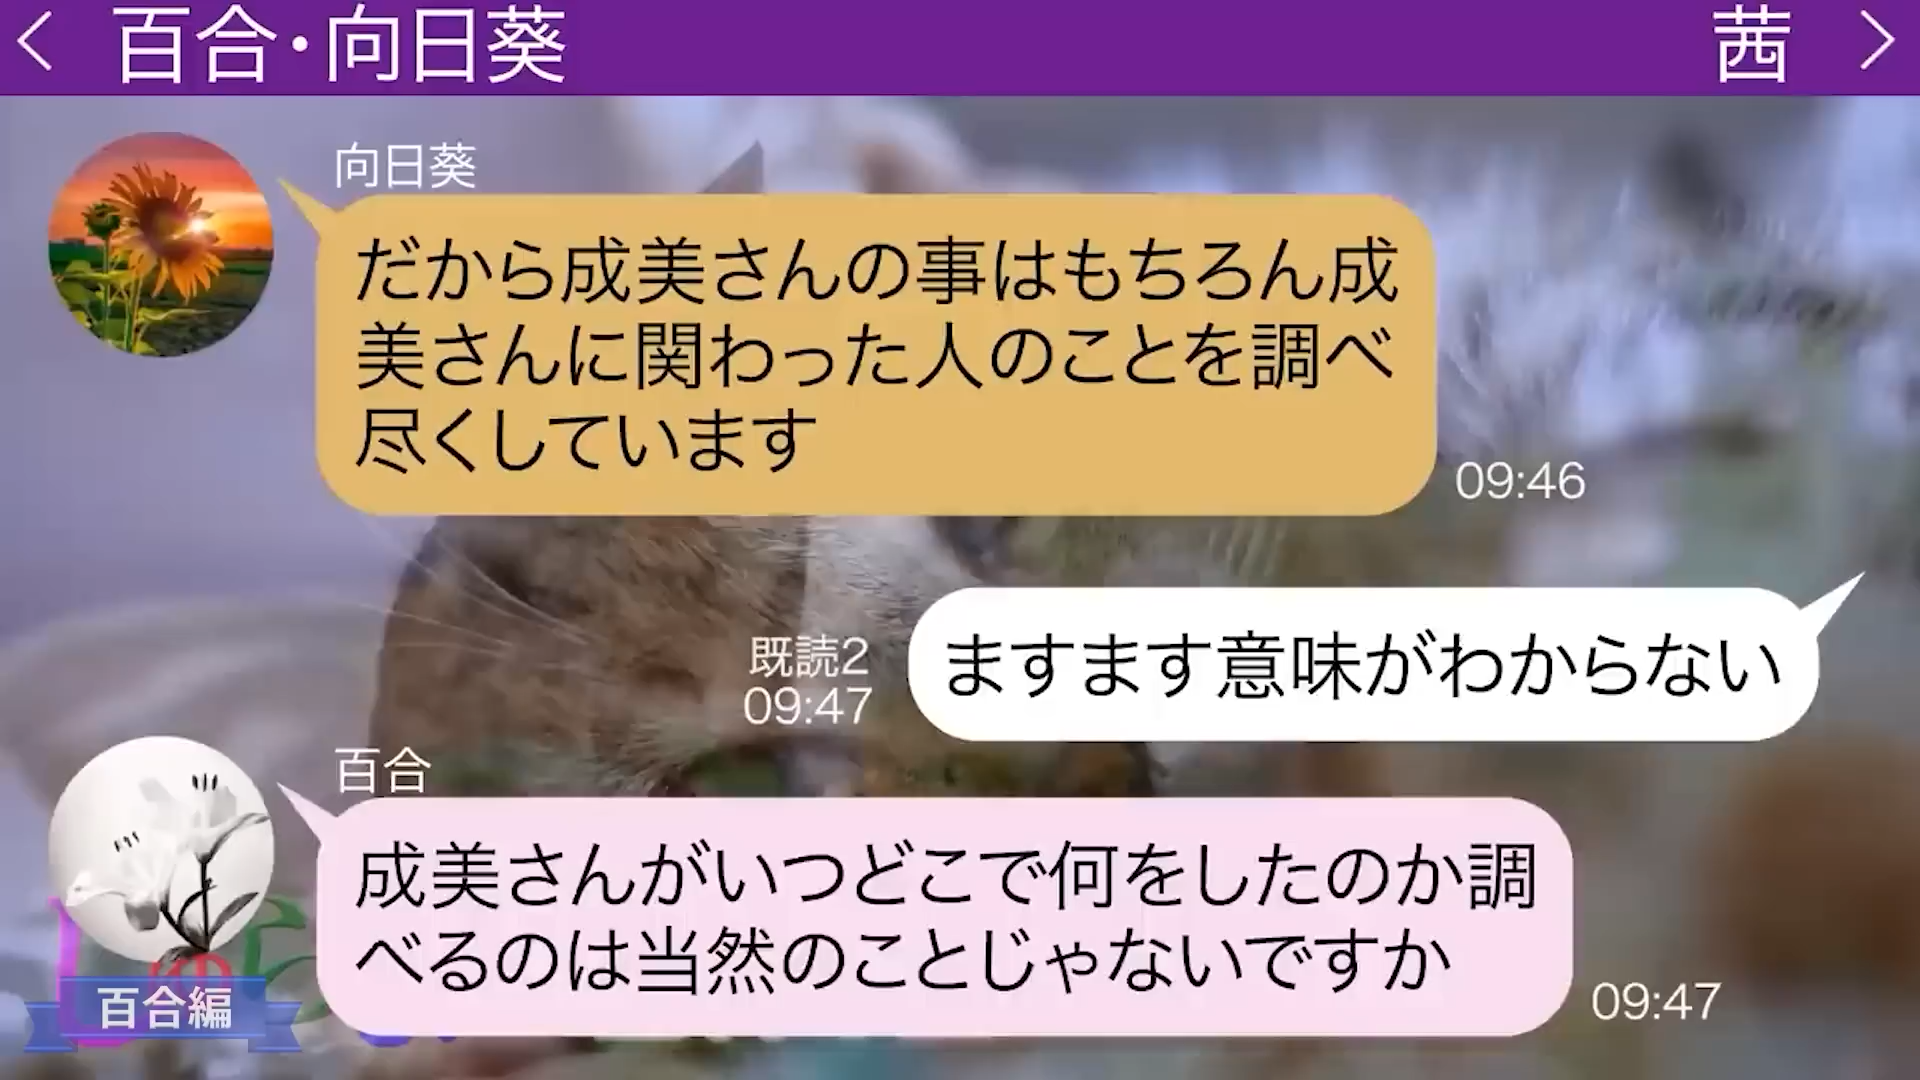 百合・向日葵
茜
向日葵
だから成美さんの事はもちろん成
美さんに関わった人のことを調べ
尽くしています
09:46
ますます意味がわからない
既読2
09:47
百合
成美さんがいつどこで何をしたのか調
べるのは当然のことじゃないですか
09:47
百合編